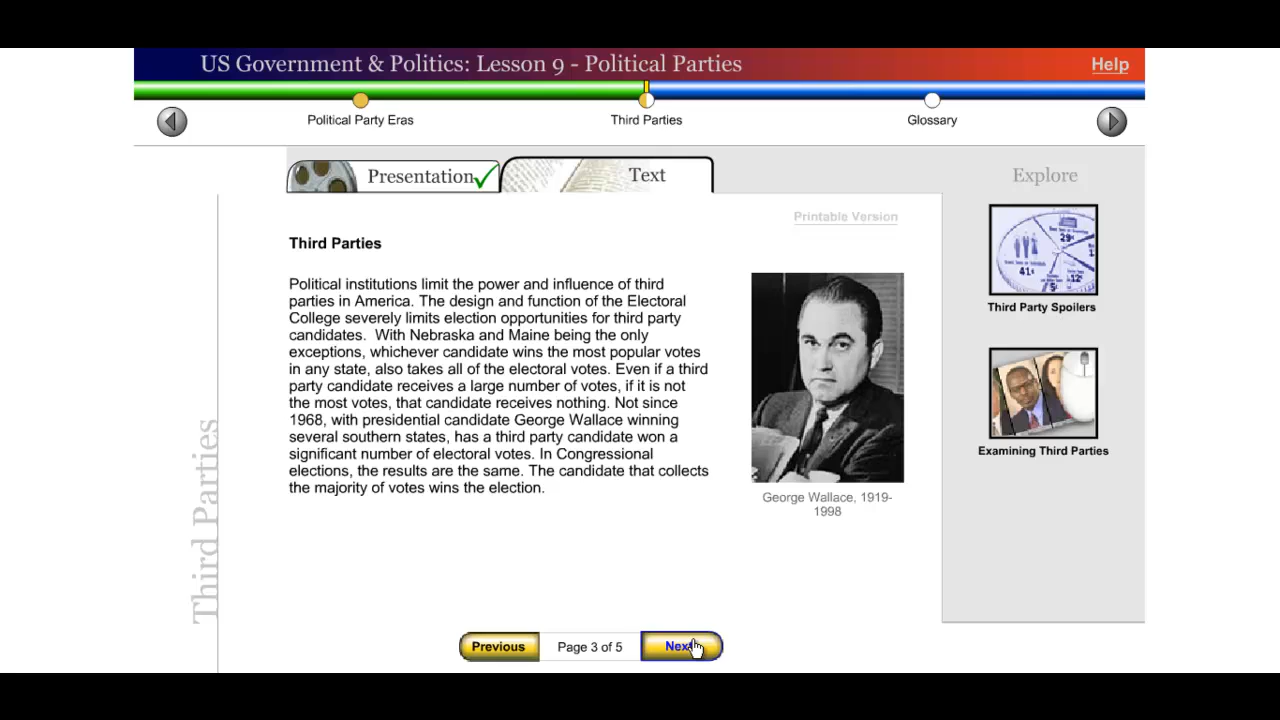 US Government & Politics: Lesson 9 - Political Parties
Help
Political Party Eras
Third Parties
Glossary
Presentation
Text
Explore
Printable Version
Third Parties
Political institutions limit the power and influence of third
parties in America. The design and function of the Electoral
College severely limits election opportunities for third party
candidates.  With Nebraska and Maine being the only
exceptions, whichever candidate wins the most popular votes
in any state, also takes all of the electoral votes. Even if a third
party candidate receives a large number of votes, if it is not
the most votes, that candidate receives nothing. Not since
1968, with presidential candidate George Wallace winning
several southern states, has a third party candidate won a
significant number of electoral votes. In Congressional
elections, the results are the same. The candidate that collects
the majority of votes wins the election.
George Wallace, 1919-
1998
29¢
41¢
12¢
5¢
Third Party Spoilers
Examining Third Parties
Third Parties
Previous
Page 3 of 5
Next